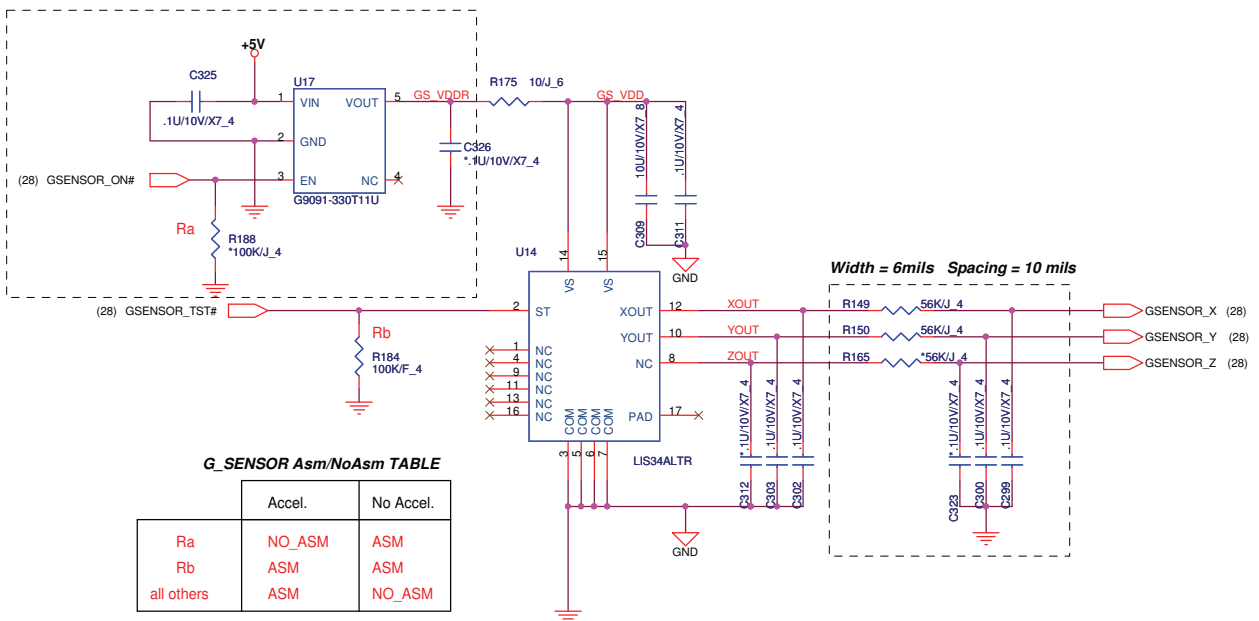 +5V
C325
.1U/10V/X7_4
U17
1 VIN VOUT 5
2 GND
3 EN NC 4
G9091-330T11U
GS_VDDR
R175 10/J_6
GS_VDD
C326
*.1U/10V/X7_4
10U/10V/X7_8
.1U/10V/X7_4
C309
C311
GND
(28) GSENSOR_ON#
Ra
R188
*100K/J_4
(28) GSENSOR_TST#
Rb
R184
100K/F_4
U14
14 VS
15 VS
2 ST
1 NC
4 NC
9 NC
11 NC
13 NC
16 NC
XOUT 12
YOUT 10
NC 8
PAD 17
COM 3
COM 5
COM 6
COM 7
LIS34ALTR
Width = 6mils Spacing = 10 mils
XOUT R149 56K/J_4 GSENSOR_X (28)
YOUT R150 56K/J_4 GSENSOR_Y (28)
ZOUT R165 *56K/J_4 GSENSOR_Z (28)
*.1U/10V/X7_4
.1U/10V/X7_4
.1U/10V/X7_4
C312
C303
C302
*.1U/10V/X7_4
.1U/10V/X7_4
.1U/10V/X7_4
C323
C300
C299
GND
G_SENSOR Asm/NoAsm TABLE
Accel. No Accel.
Ra NO_ASM ASM
Rb ASM ASM
all others ASM NO_ASM